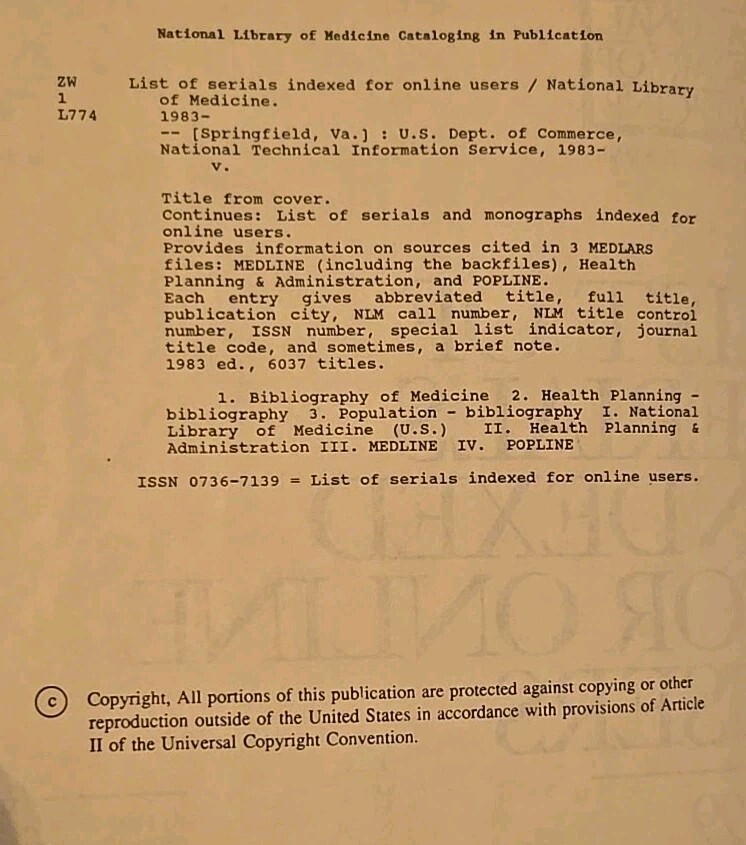 National Library of Medicine Cataloging in Publication
ZW List of serials indexed for online users / National Library
1 of Medicine.
L774 1983-
-- [Springfield, Va.] : U.S. Dept. of Commerce,
National Technical Information Service, 1983-
v.
Title from cover.
Continues: List of serials and monographs indexed for
online users.
Provides information on sources cited in 3 MEDLARS
files: MEDLINE (including the backfiles), Health
Planning & Administration, and POPLINE.
Each entry gives abbreviated title, full title,
publication city, NLM call number, NLM title control
number, ISSN number, special list indicator, journal
title code, and sometimes, a brief note.
1983 ed., 6037 titles.
1. Bibliography of Medicine 2. Health Planning -
bibliography 3. Population - bibliography I. National
Library of Medicine (U.S.) II. Health Planning &
Administration III. MEDLINE IV. POPLINE
ISSN 0736-7139 = List of serials indexed for online users.
© Copyright, All portions of this publication are protected against copying or other
reproduction outside of the United States in accordance with provisions of Article
II of the Universal Copyright Convention.